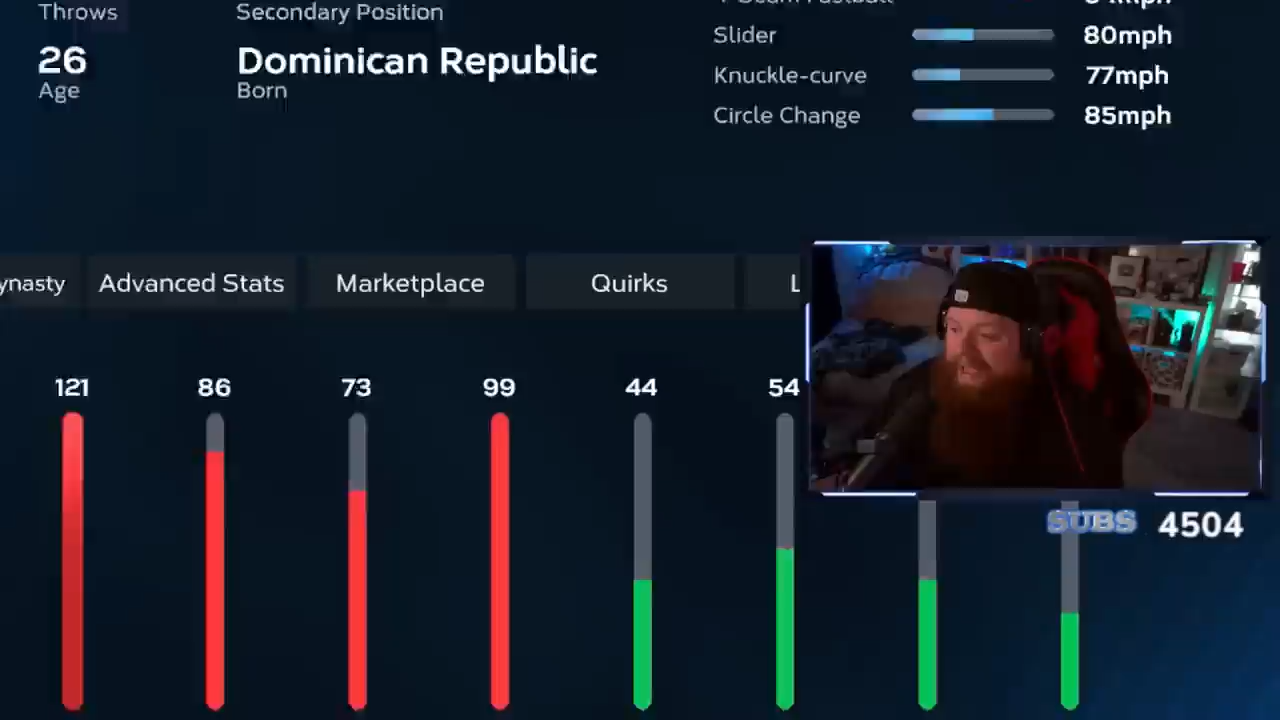 Throws
Secondary Position
26
Dominican Republic
Age
Born
Slider 80mph
Knuckle-curve 77mph
Circle Change 85mph
ynasty
Advanced Stats
Marketplace
Quirks
L
121 86 73 99 44 54
SUBS 4504